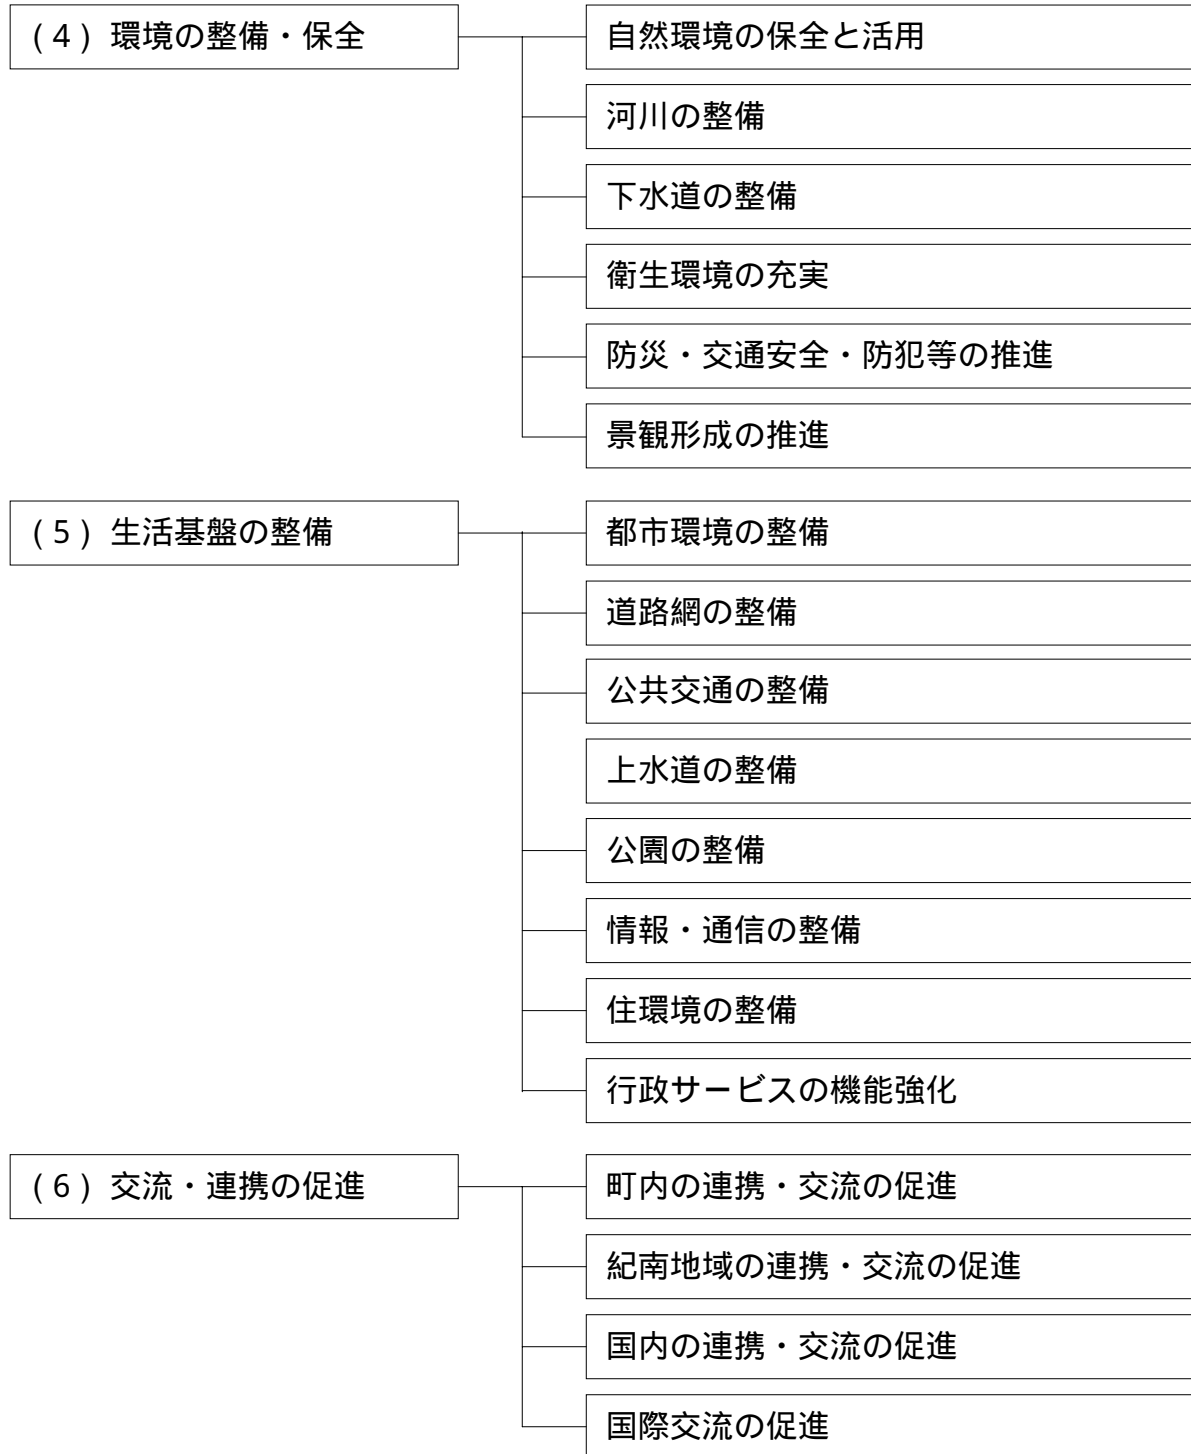 (4) 環境の整備・保全
自然環境の保全と活用
河川の整備
下水道の整備
衛生環境の充実
防災・交通安全・防犯等の推進
景観形成の推進
(5) 生活基盤の整備
都市環境の整備
道路網の整備
公共交通の整備
上水道の整備
公園の整備
情報・通信の整備
住環境の整備
行政サービスの機能強化
(6) 交流・連携の促進
町内の連携・交流の促進
紀南地域の連携・交流の促進
国内の連携・交流の促進
国際交流の促進